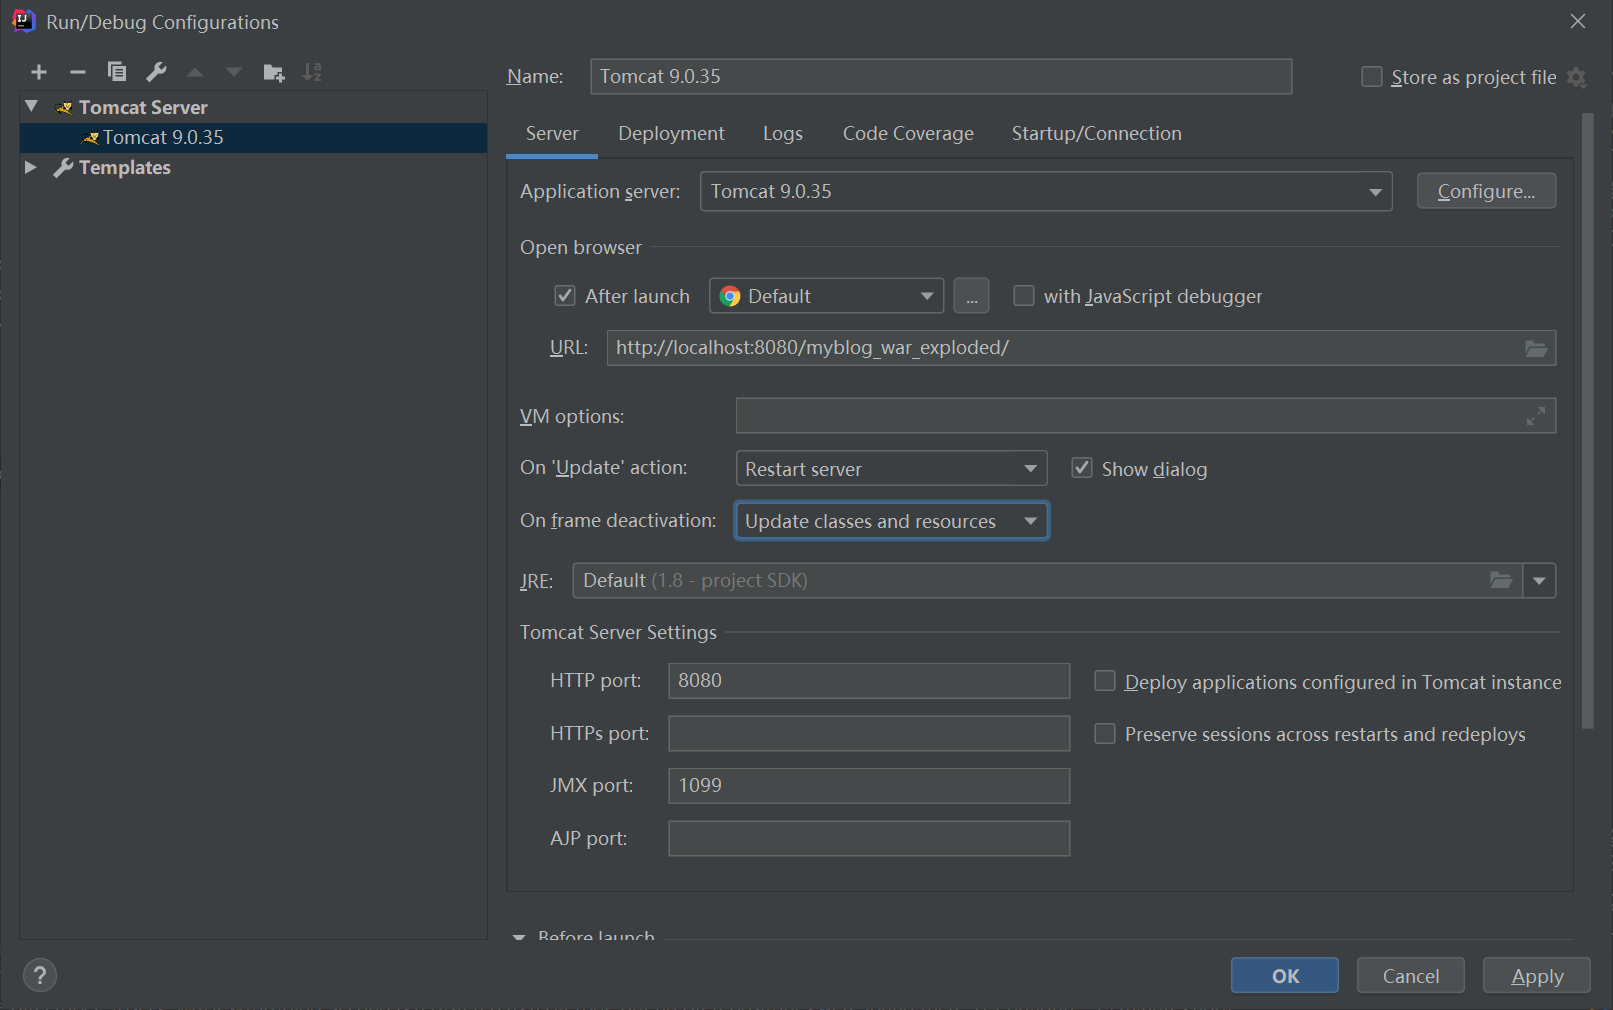 Run/Debug Configurations
Name: Tomcat 9.0.35
Store as project file
Tomcat Server
Tomcat 9.0.35
Templates
Server Deployment Logs Code Coverage Startup/Connection
Application server: Tomcat 9.0.35 Configure...
Open browser
After launch Default ... with JavaScript debugger
URL: http://localhost:8080/myblog_war_exploded/
VM options:
On 'Update' action: Restart server Show dialog
On frame deactivation: Update classes and resources
JRE: Default (1.8 - project SDK)
Tomcat Server Settings
HTTP port: 8080 Deploy applications configured in Tomcat instance
HTTPs port: Preserve sessions across restarts and redeploys
JMX port: 1099
AJP port:
Before launch
? OK Cancel Apply